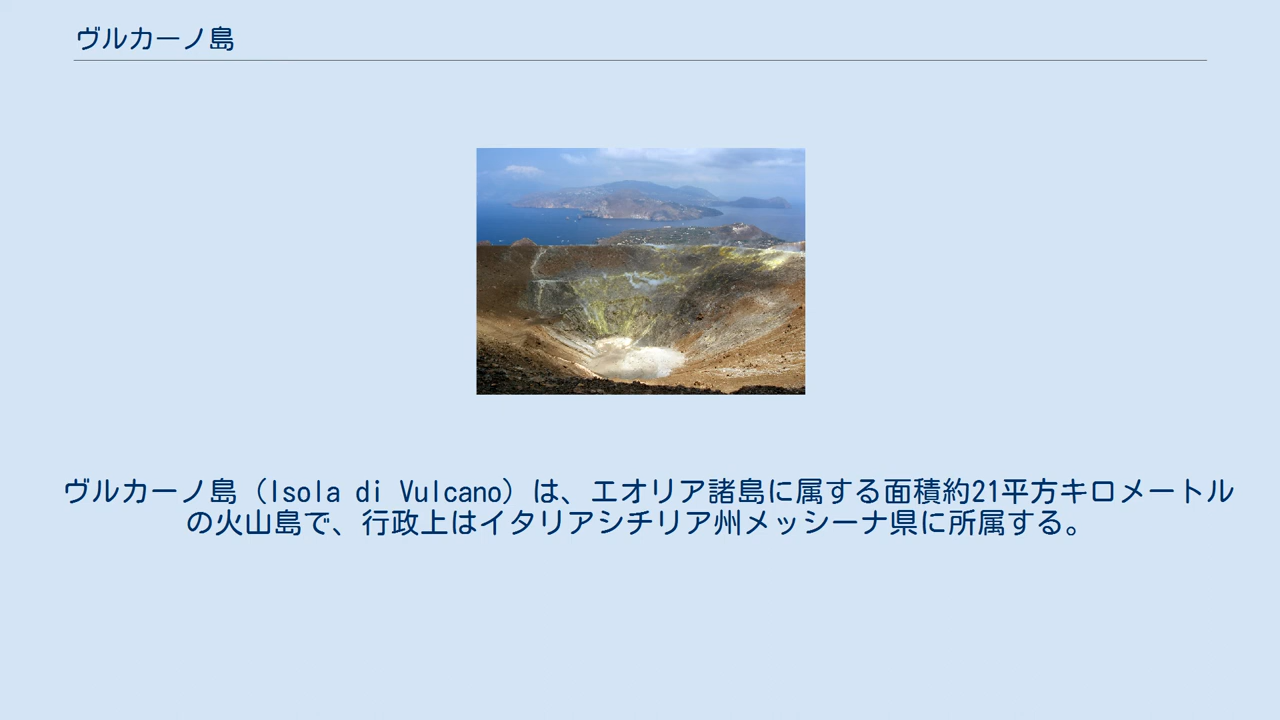 ヴルカーノ島
ヴルカーノ島（Isola di Vulcano）は、エオリア諸島に属する面積約21平方キロメートル
の火山島で、行政上はイタリアシチリア州メッシーナ県に所属する。